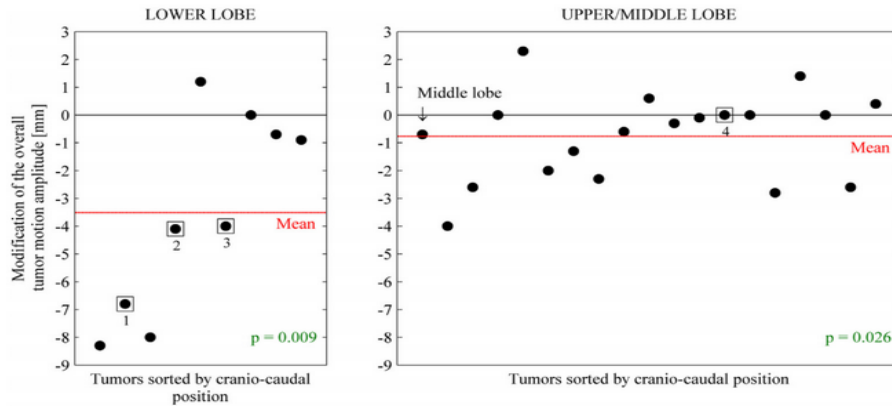 LOWER LOBE
UPPER/MIDDLE LOBE
Modification of the overall
tumor motion amplitude [mm]
3
2
1
0
-1
-2
-3
-4
-5
-6
-7
-8
-9
1
2
3
Mean
p = 0.009
Tumors sorted by cranio-caudal
position
3
2
1
0
-1
-2
-3
-4
-5
-6
-7
-8
-9
Middle lobe
↓
4
Mean
p = 0.026
Tumors sorted by cranio-caudal position